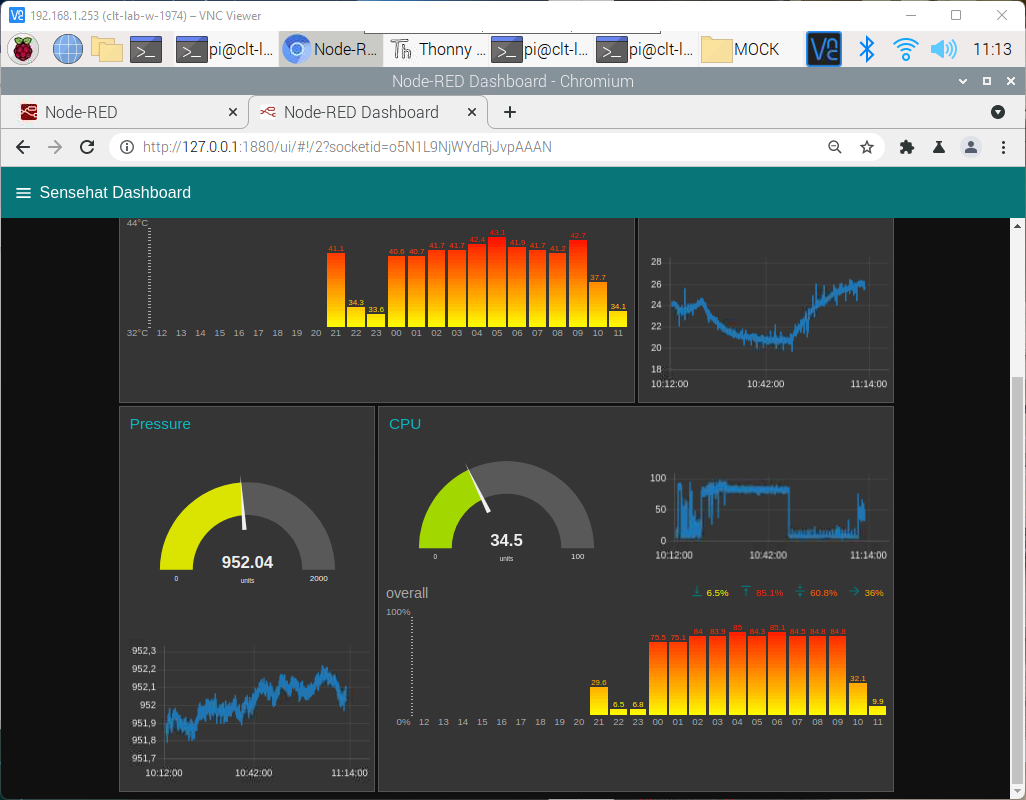 192.168.1.253 (clt-lab-w-1974) – VNC Viewer
pi@clt-l... Node-R... Thonny ... pi@clt-l... pi@clt-l... MOCK 11:13
Node-RED Dashboard - Chromium
Node-RED Node-RED Dashboard
http://127.0.0.1:1880/ui/#!/2?socketid=o5N1L9NjWYdRjJvpAAAN
Sensehat Dashboard
44°C
41.1 34.3 33.6 40.6 40.7 41.7 41.7 42.4 43.1 41.9 41.7 41.2 42.7 37.7 34.1
32°C 12 13 14 15 16 17 18 19 20 21 22 23 00 01 02 03 04 05 06 07 08 09 10 11
28
26
24
22
20
18
10:12:00 10:42:00 11:14:00
Pressure
952.04
0 units 2000
952,3
952,2
952,1
952
951,9
951,8
951,7
10:12:00 10:42:00 11:14:00
CPU
34.5
0 units 100
100
50
0
10:12:00 10:42:00 11:14:00
overall 6.5% 85.1% 60.8% 36%
100%
29.6 6.5 6.8 75.5 75.1 84 83.9 85 84.3 85.1 84.5 84.8 84.8 32.1 9.9
0% 12 13 14 15 16 17 18 19 20 21 22 23 00 01 02 03 04 05 06 07 08 09 10 11